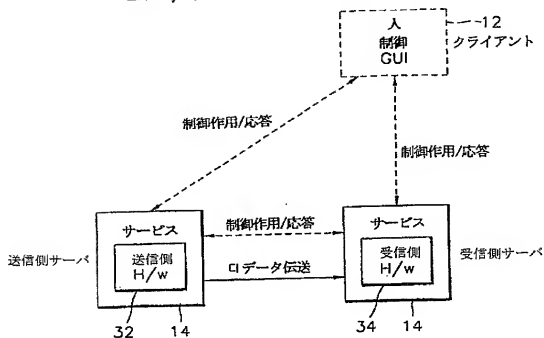 人
制御
GUI
12
クライアント
制御作用/応答
制御作用/応答
サービス
送信側
H/w
送信側サーバ
32
14
制御作用/応答
CIデータ伝送
サービス
受信側
H/w
受信側サーバ
34
14